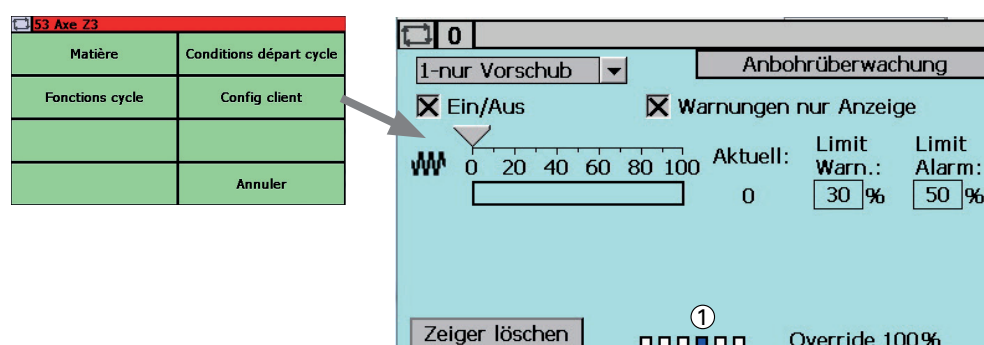 53 Axe Z3
Matière
Conditions départ cycle
Fonctions cycle
Config client
Annuler
0
1-nur Vorschub
Anbohrüberwachung
Ein/Aus
Warnungen nur Anzeige
0 20 40 60 80 100
Aktuell:
Limit Warn.:
Limit Alarm:
0
30 %
50 %
Zeiger löschen
1
Override 100%